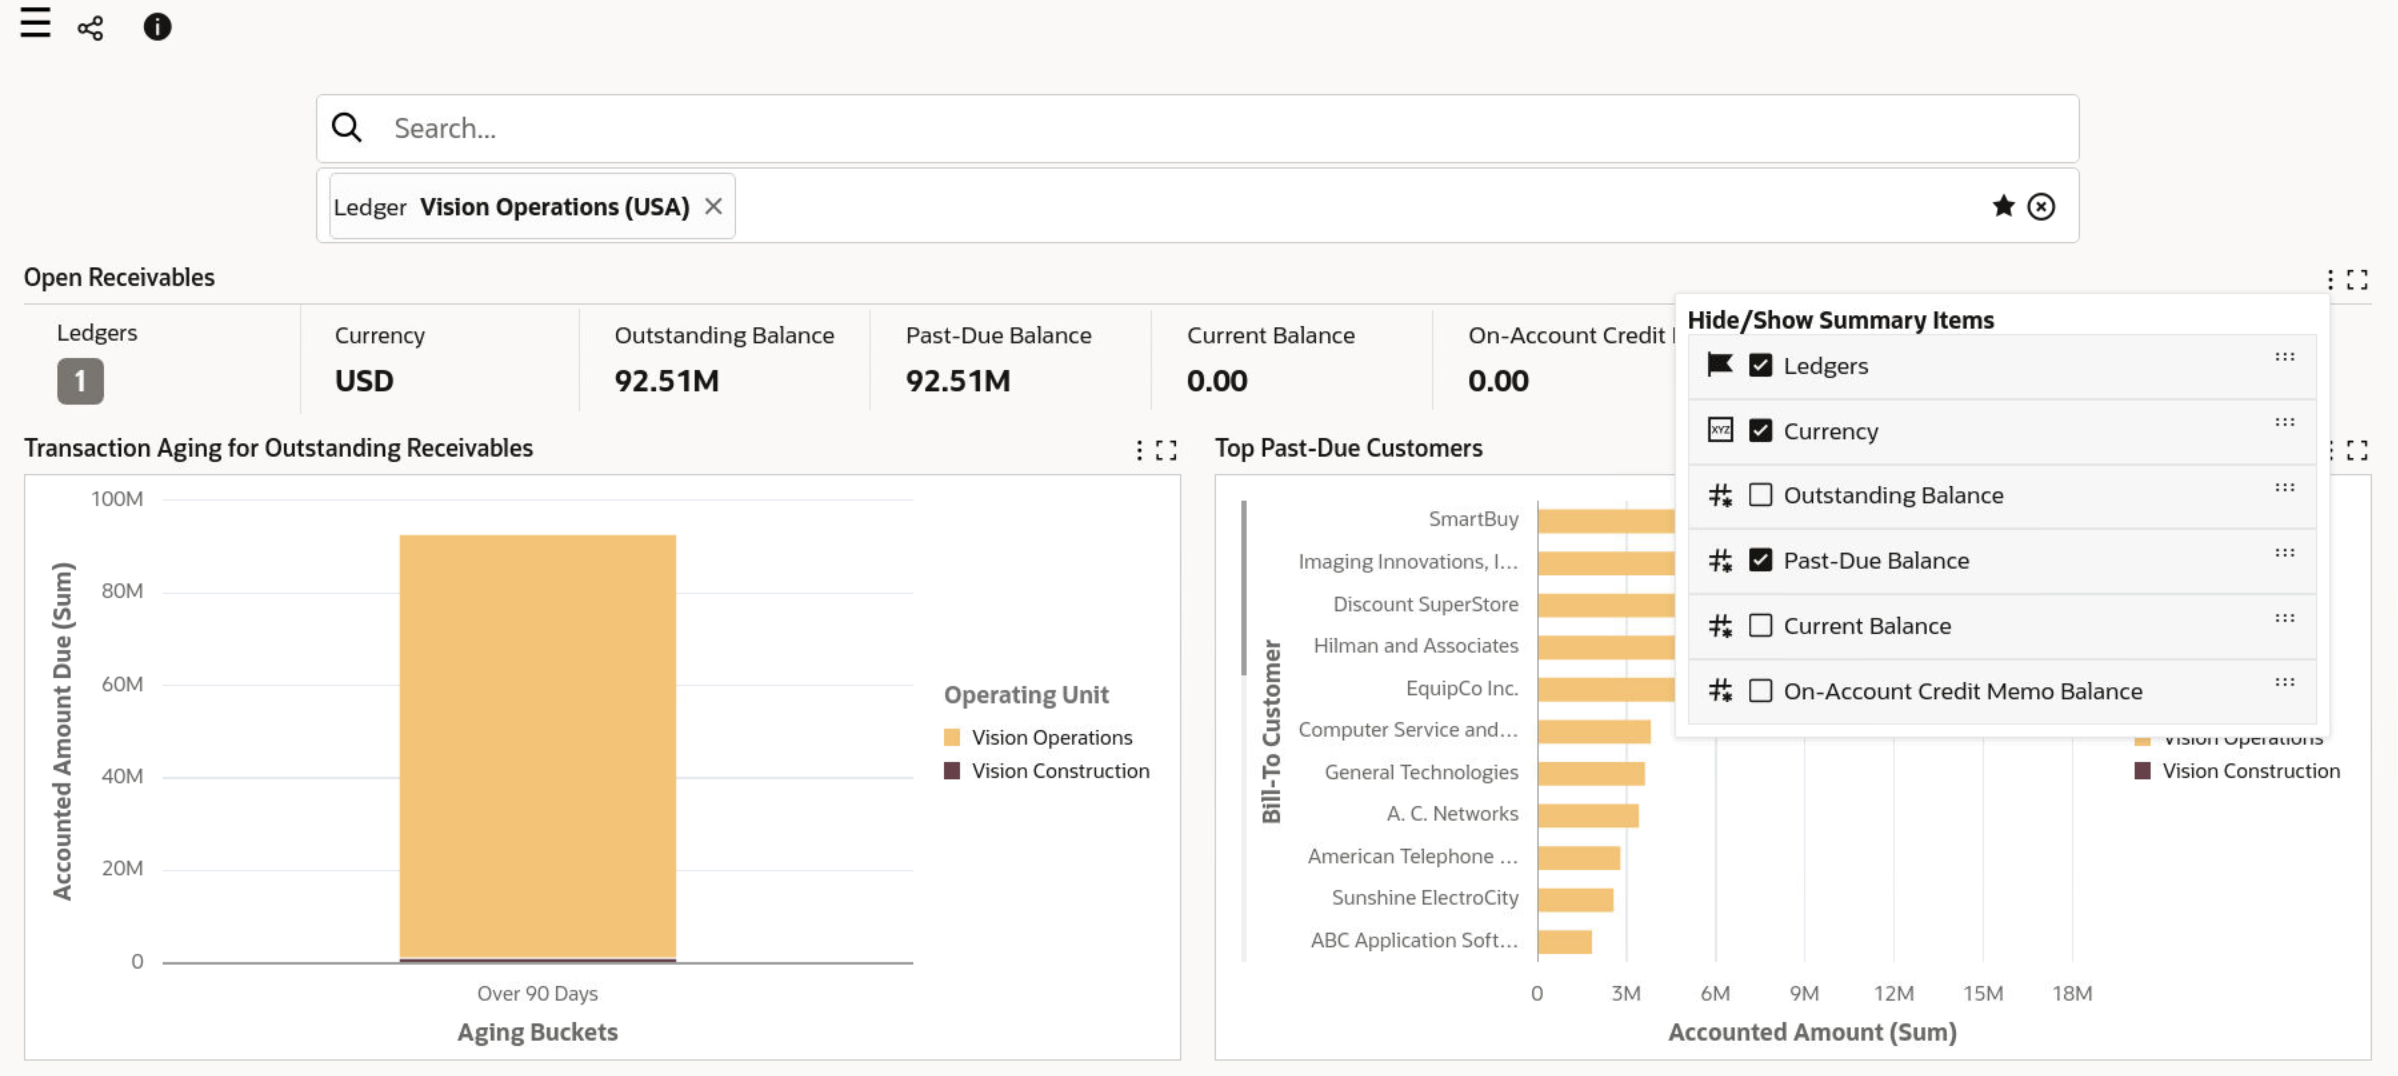 Search...
Ledger Vision Operations (USA)
Open Receivables
Ledgers
1
Currency
USD
Outstanding Balance
92.51M
Past-Due Balance
92.51M
Current Balance
0.00
On-Account Credit
0.00
Hide/Show Summary Items
Ledgers
XYZ Currency
Outstanding Balance
Past-Due Balance
Current Balance
On-Account Credit Memo Balance
Transaction Aging for Outstanding Receivables
Accounted Amount Due (Sum)
100M
80M
60M
40M
20M
0
Over 90 Days
Aging Buckets
Operating Unit
Vision Operations
Vision Construction
Top Past-Due Customers
Bill-To Customer
SmartBuy
Imaging Innovations, I...
Discount SuperStore
Hilman and Associates
EquipCo Inc.
Computer Service and...
General Technologies
A. C. Networks
American Telephone ...
Sunshine ElectroCity
ABC Application Soft...
0 3M 6M 9M 12M 15M 18M
Accounted Amount (Sum)
Vision Operations
Vision Construction